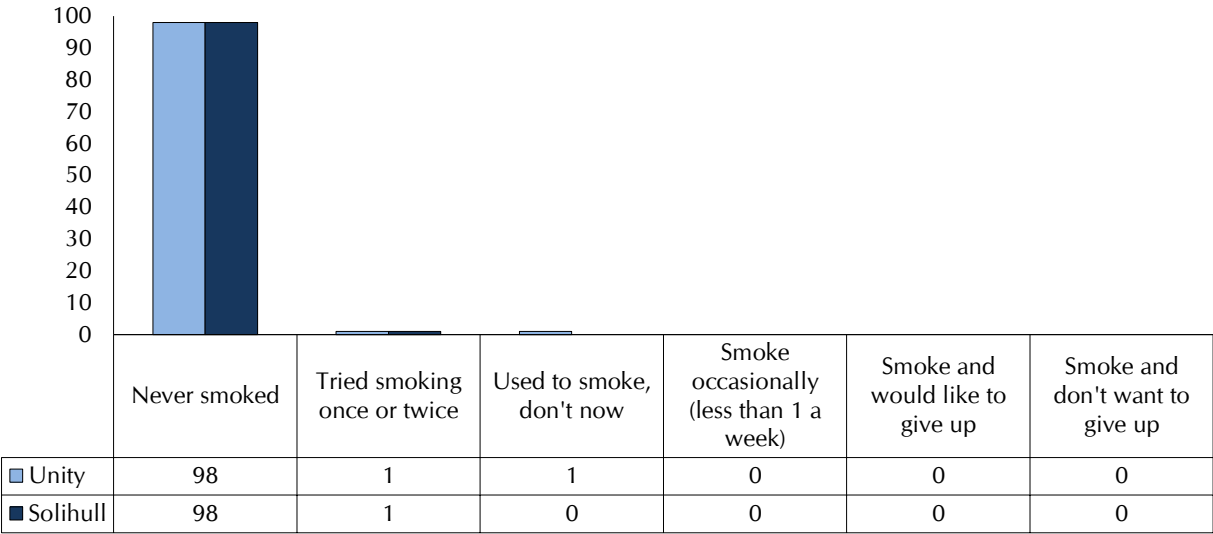 100
90
80
70
60
50
40
30
20
10
0
Never smoked
Tried smoking
once or twice
Used to smoke,
don't now
Smoke
occasionally
(less than 1 a
week)
Smoke and
would like to
give up
Smoke and
don't want to
give up
Unity 98 1 1 0 0 0
Solihull 98 1 0 0 0 0